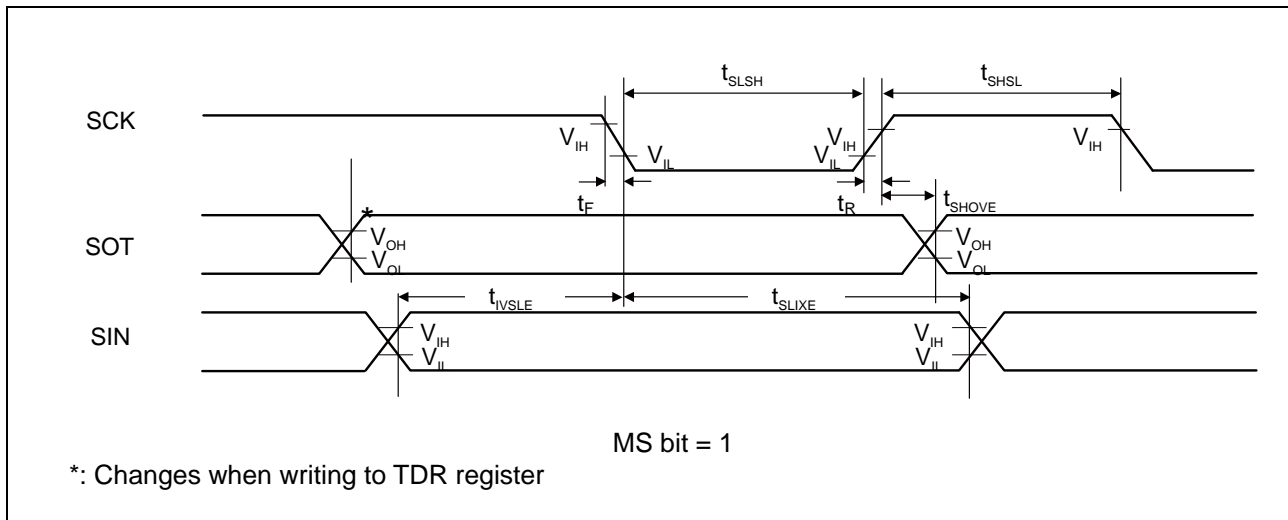 tSLSH tSHSL
SCK
VIH VIL VIL VIH VIH
tF tR tSHOVE
*
SOT
VOH VOH
VOL VOL
tIVSLE tSLIXE
SIN
VIH VIH
VIL VIL
MS bit = 1
*: Changes when writing to TDR register